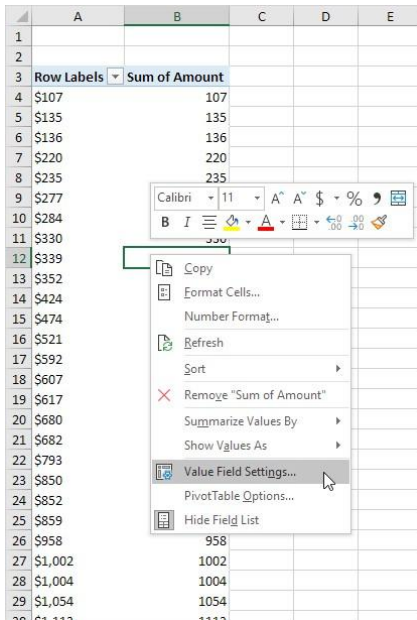 A B C D E
1
2
3 Row Labels Sum of Amount
4 $107 107
5 $135 135
6 $136 136
7 $220 220
8 $235 235
9 $277
10 $284
11 $330 330
12 $339
13 $352
14 $424
15 $474
16 $521
17 $592
18 $607
19 $617
20 $680
21 $682
22 $793
23 $850
24 $852
25 $859
26 $958 958
27 $1,002 1002
28 $1,004 1004
29 $1,054 1054
Calibri 11 A A $ % ,
B I A .00 .00
Copy
Format Cells...
Number Format...
Refresh
Sort
Remove "Sum of Amount"
Summarize Values By
Show Values As
Value Field Settings...
PivotTable Options...
Hide Field List